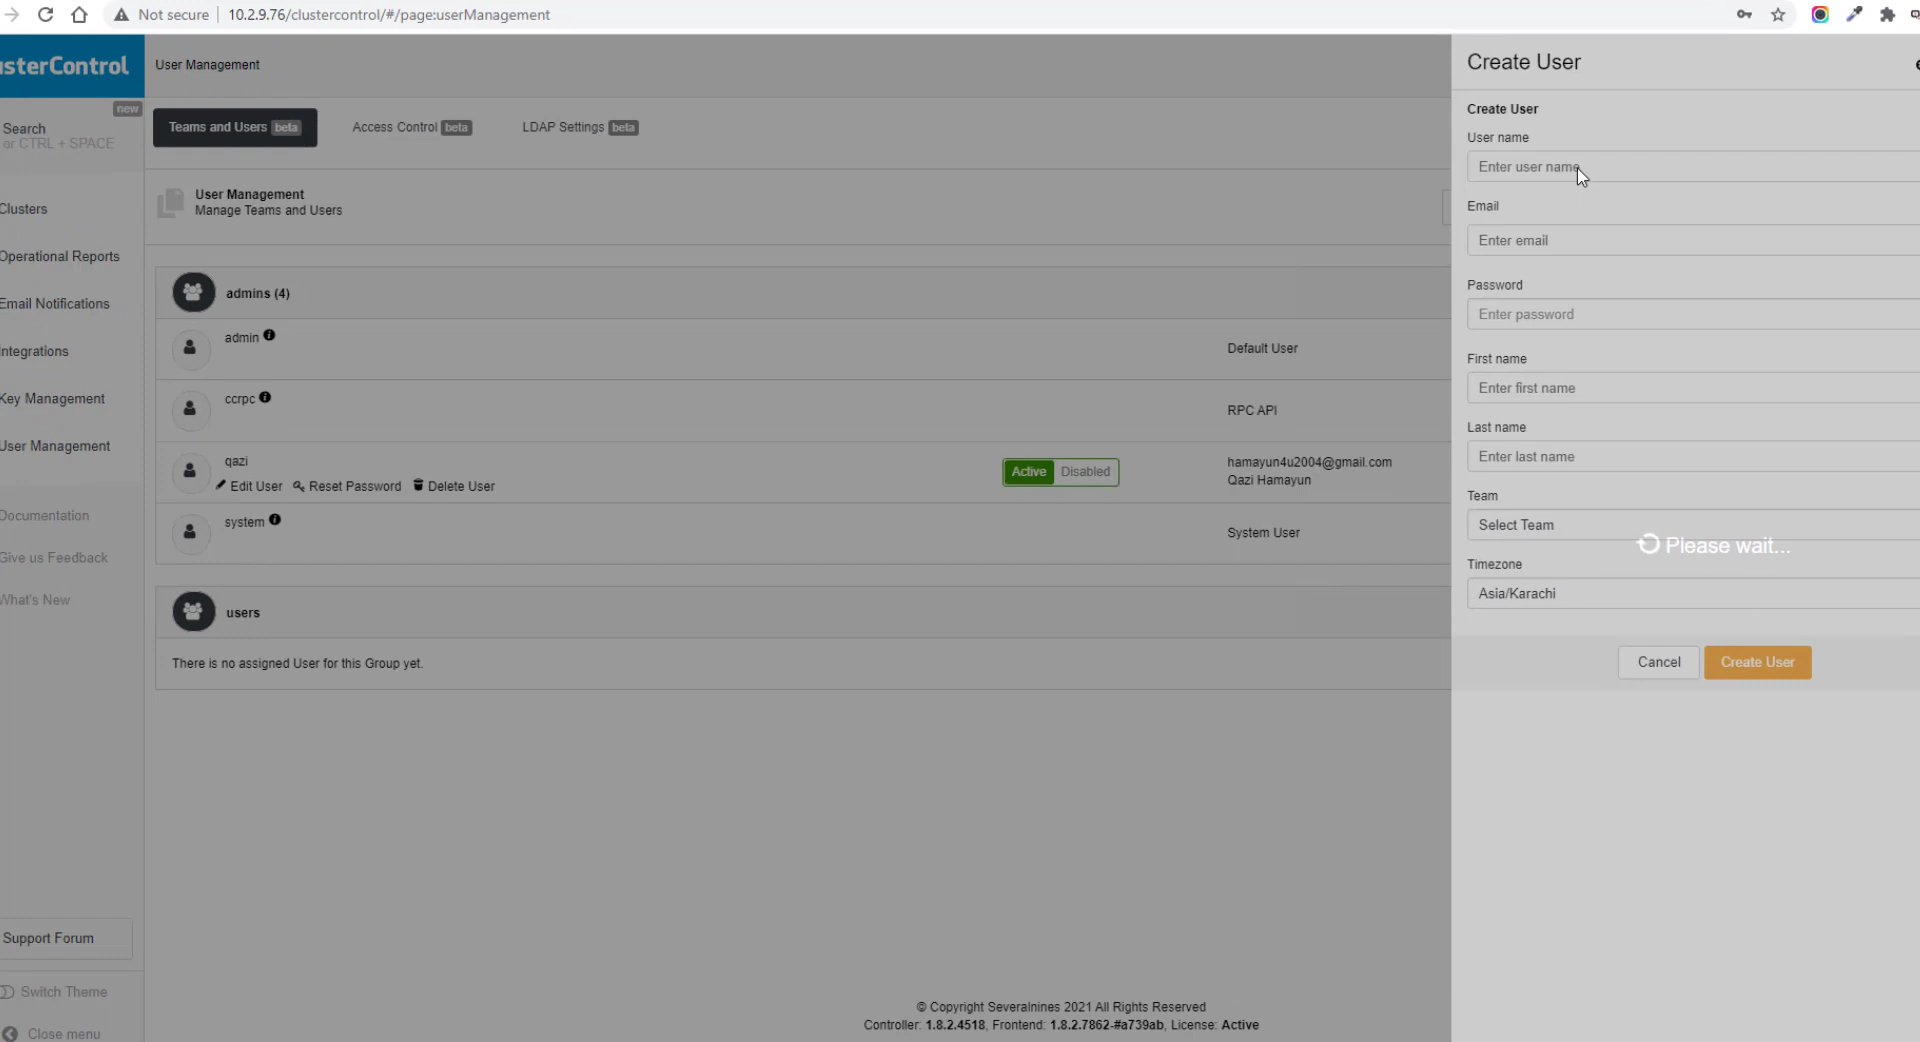 Not secure
10.2.9.76/clustercontrol/#/page:userManagement
sterControl
new
Search
or CTRL + SPACE
Clusters
Operational Reports
Email Notifications
Integrations
Key Management
User Management
Documentation
Give us Feedback
What's New
Support Forum
Switch Theme
Close menu
User Management
Teams and Users beta
Access Control beta
LDAP Settings beta
User Management
Manage Teams and Users
admins (4)
admin
Default User
ccrpc
RPC API
qazi
Edit User Reset Password Delete User
Active Disabled
hamayun4u2004@gmail.com
Qazi Hamayun
system
System User
users
There is no assigned User for this Group yet.
© Copyright Severalnines 2021 All Rights Reserved
Controller: 1.8.2.4518, Frontend: 1.8.2.7862-#a739ab, License: Active
Create User
Create User
User name
Enter user name
Email
Enter email
Password
Enter password
First name
Enter first name
Last name
Enter last name
Team
Select Team
Please wait...
Timezone
Asia/Karachi
Cancel
Create User